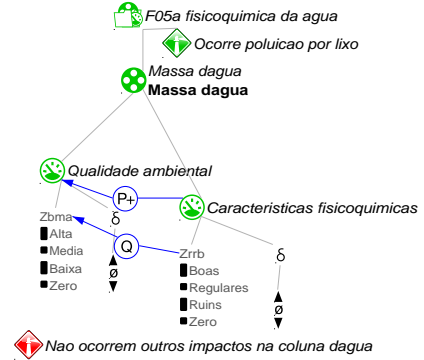 F05a fisicoquimica da agua
Ocorre poluicao por lixo
Massa dagua
Massa dagua
Qualidade ambiental
P+
Caracteristicas fisicoquimicas
Zbma
δ
Alta
Media
Baixa
Zero
ø
Q
Zrrb
δ
Boas
Regulares
Ruins
Zero
ø
Nao ocorrem outros impactos na coluna dagua